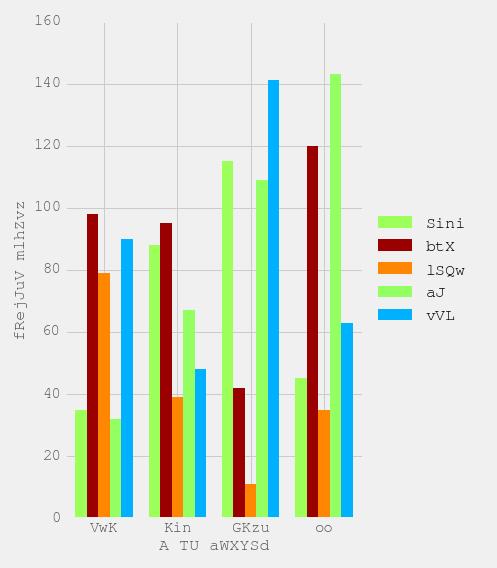 160
140
120
100
80
60
40
20
0
fRejJuV mlhZvz
VwK Kin GKzu oo
A TU aWXYSd
Sini
btX
lSQw
aJ
vVL